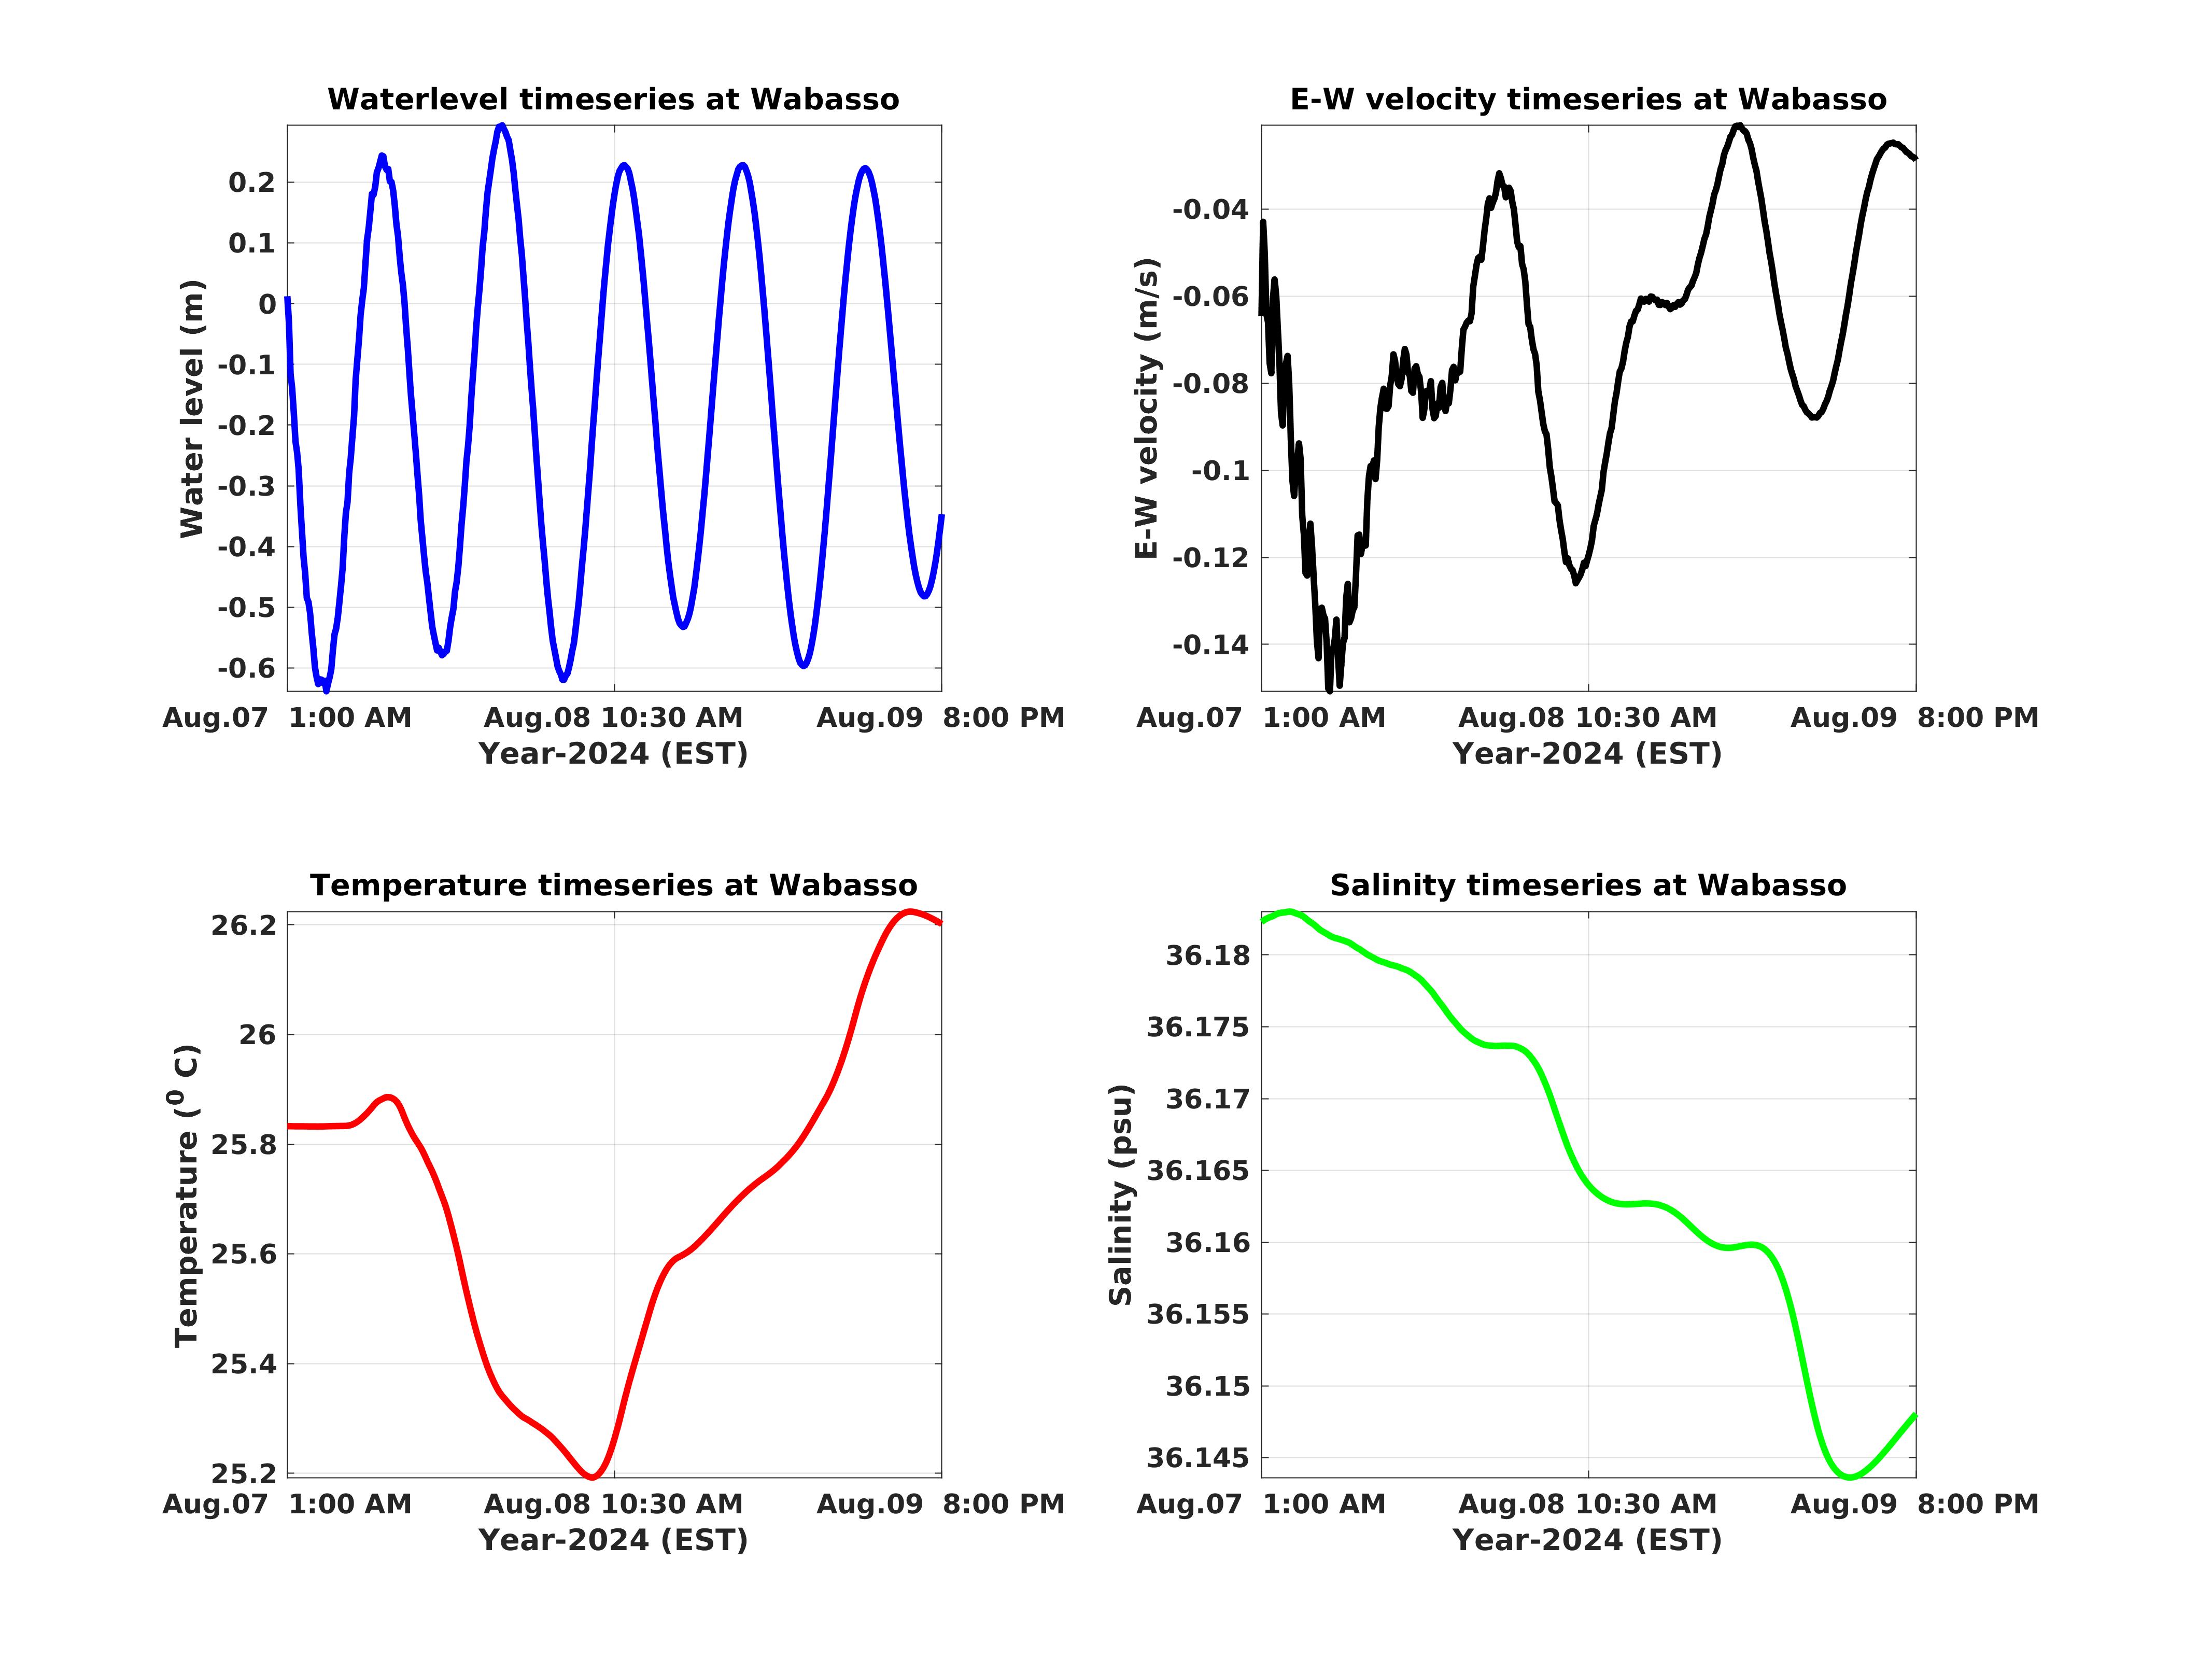 Waterlevel timeseries at Wabasso
Water level (m)
0.2
0.1
0
-0.1
-0.2
-0.3
-0.4
-0.5
-0.6
Aug.07 1:00 AM Aug.08 10:30 AM Aug.09 8:00 PM
Year-2024 (EST)
E-W velocity timeseries at Wabasso
E-W velocity (m/s)
-0.04
-0.06
-0.08
-0.1
-0.12
-0.14
Aug.07 1:00 AM Aug.08 10:30 AM Aug.09 8:00 PM
Year-2024 (EST)
Temperature timeseries at Wabasso
Temperature (⁰ C)
26.2
26
25.8
25.6
25.4
25.2
Aug.07 1:00 AM Aug.08 10:30 AM Aug.09 8:00 PM
Year-2024 (EST)
Salinity timeseries at Wabasso
Salinity (psu)
36.18
36.175
36.17
36.165
36.16
36.155
36.15
36.145
Aug.07 1:00 AM Aug.08 10:30 AM Aug.09 8:00 PM
Year-2024 (EST)